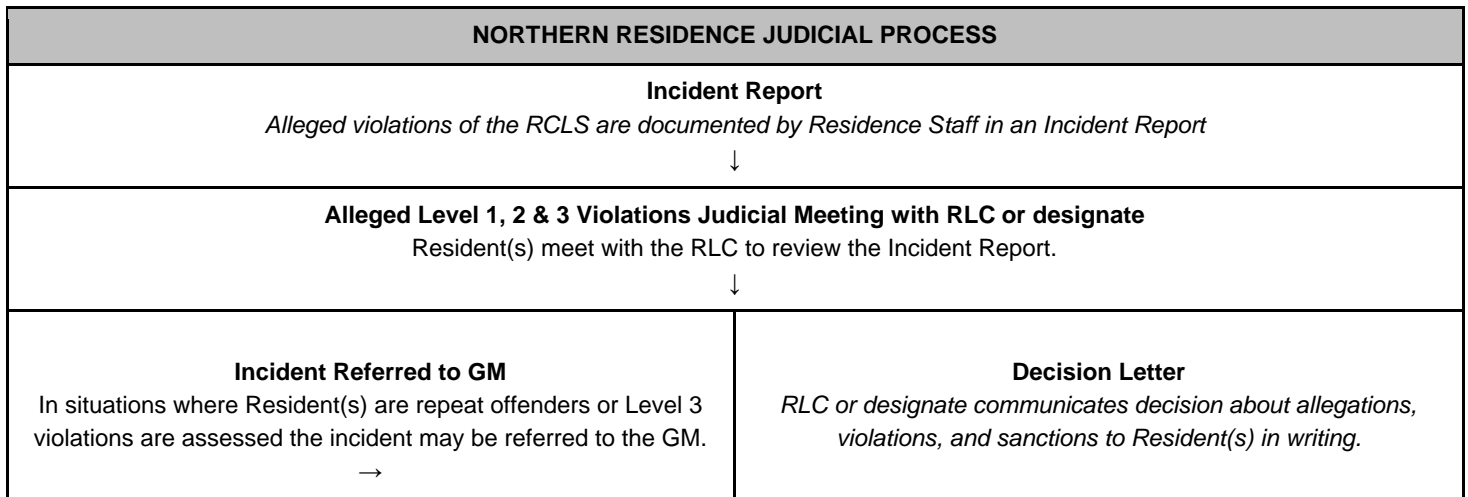 NORTHERN RESIDENCE JUDICIAL PROCESS
Incident Report
Alleged violations of the RCLS are documented by Residence Staff in an Incident Report
↓
Alleged Level 1, 2 & 3 Violations Judicial Meeting with RLC or designate
Resident(s) meet with the RLC to review the Incident Report.
↓
Incident Referred to GM
In situations where Resident(s) are repeat offenders or Level 3
violations are assessed the incident may be referred to the GM.
→
Decision Letter
RLC or designate communicates decision about allegations,
violations, and sanctions to Resident(s) in writing.